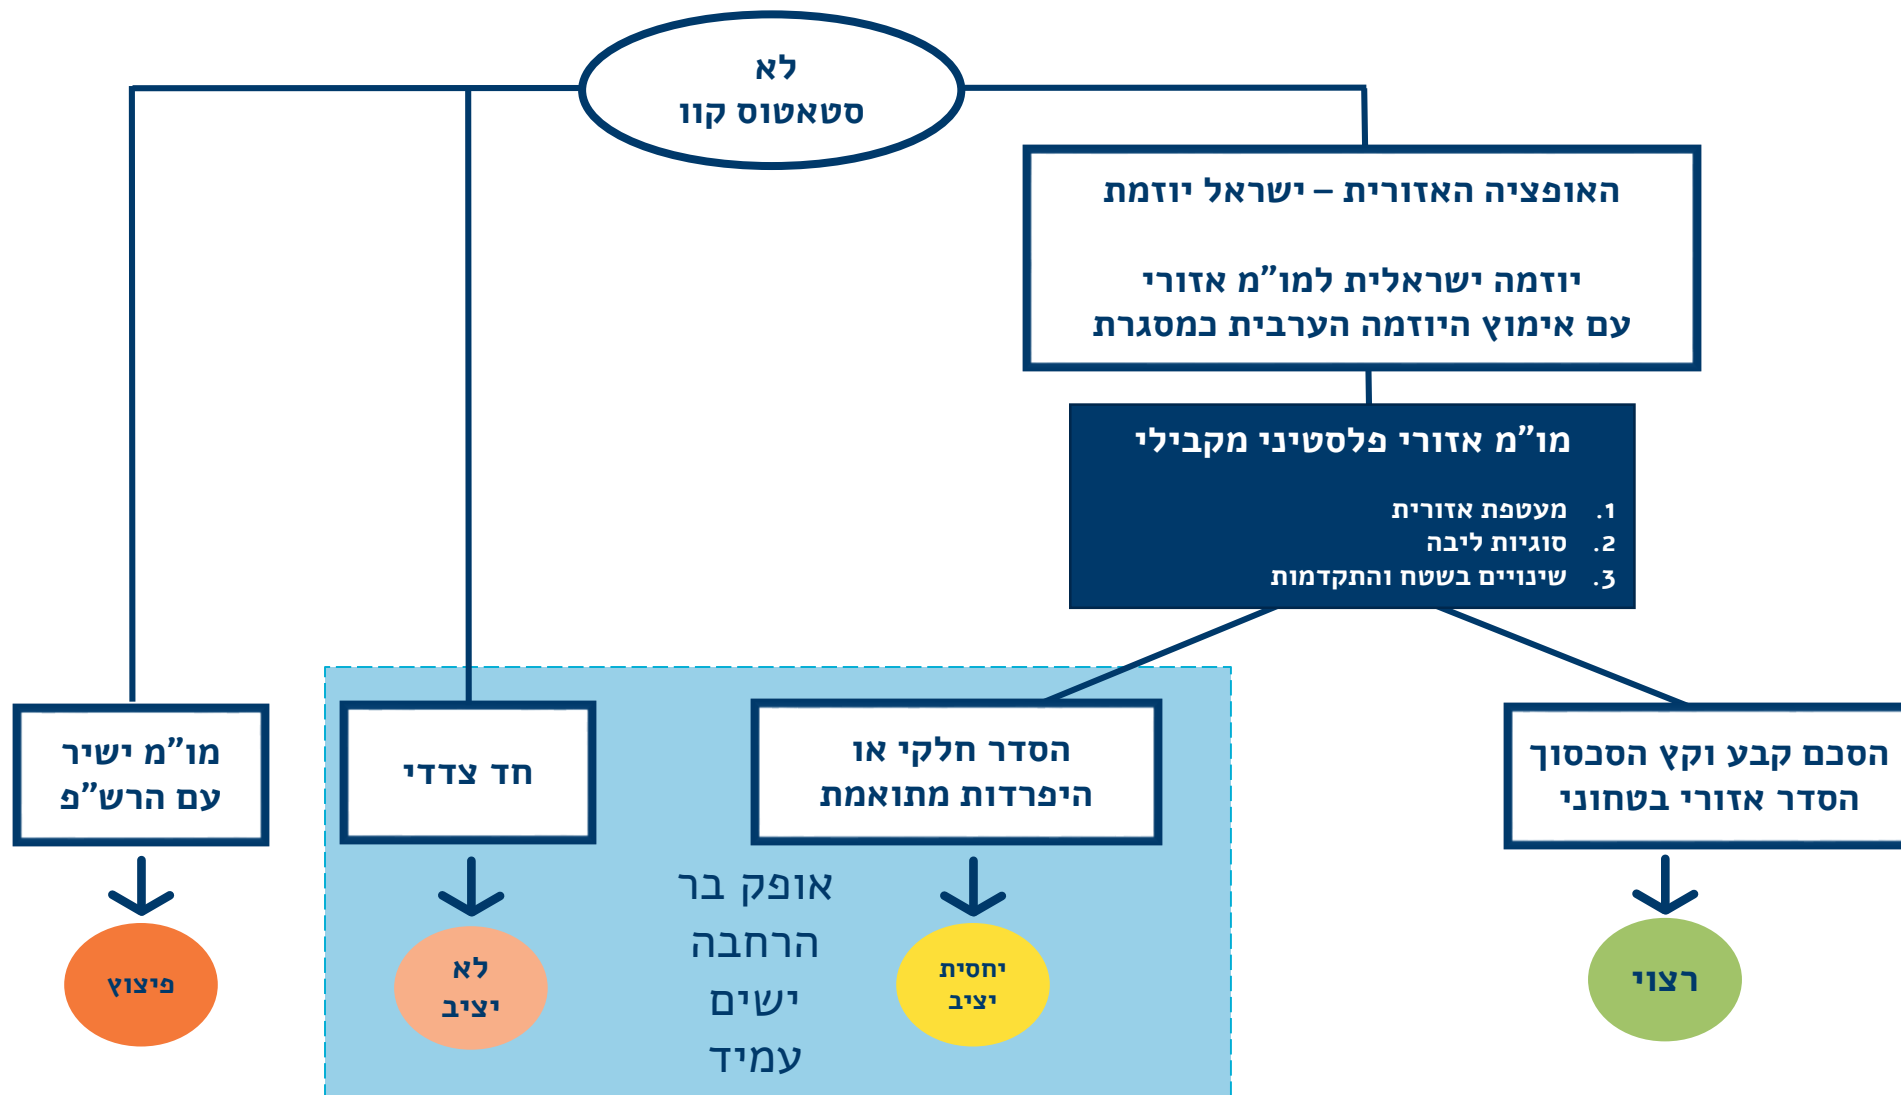 לא
סטאטוס קוו
האופציה האזורית – ישראל יוזמת
יוזמה ישראלית למו"מ אזורי
עם אימוץ היוזמה הערבית כמסגרת
מו"מ אזורי פלסטיני מקבילי
1. מעטפת אזורית
2. סוגיות ליבה
3. שינויים בשטח והתקדמות
הסכם קבע וקץ הסכסוך
הסדר אזורי בטחוני
הסדר חלקי או
היפרדות מתואמת
חד צדדי
מו"מ ישיר
עם הרש"פ
רצוי
יחסית
יציב
אופק בר
הרחבה
ישים
עמיד
לא
יציב
פיצוץ